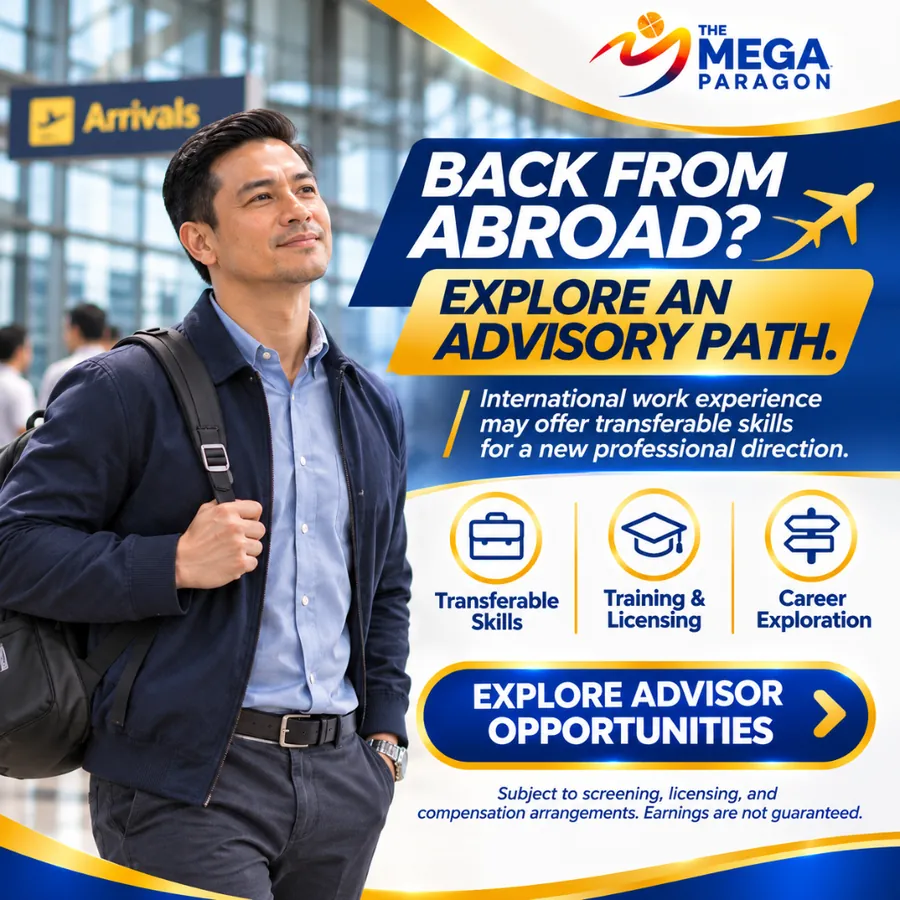 Arrivals
THE
MEGA
PARAGON
BACK FROM
ABROAD?
EXPLORE AN
ADVISORY PATH.
International work experience
may offer transferable skills
for a new professional direction.
Transferable
Skills
Training &
Licensing
Career
Exploration
EXPLORE ADVISOR
OPPORTUNITIES
Subject to screening, licensing, and
compensation arrangements. Earnings are not guaranteed.